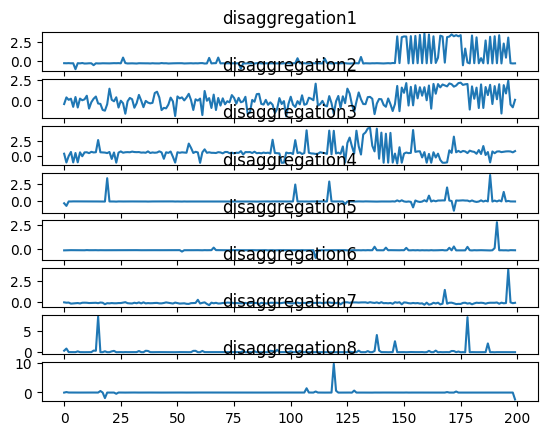 disaggregation1
2.5
0.0
disaggregation2
2.5
0.0
disaggregation3
2.5
0.0
disaggregation4
2.5
0.0
disaggregation5
2.5
0.0
disaggregation6
2.5
0.0
disaggregation7
5
0
disaggregation8
10
0
0 25 50 75 100 125 150 175 200